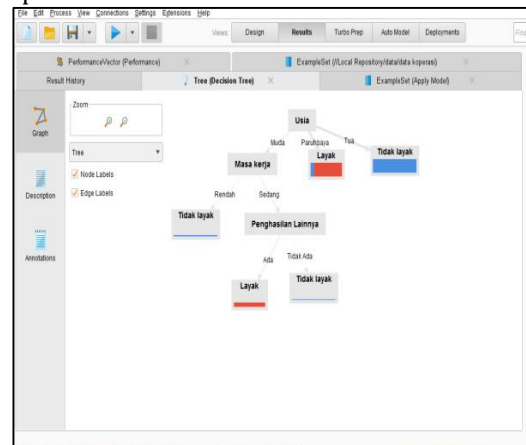 File Edit Process View Connections Settings Extensions Help
Views: Design Results Turbo Prep Auto Model Deployments
PerformanceVector (Performance) ExampleSet (//Local Repository/data/data koperasi)
Result History Tree (Decision Tree) ExampleSet (Apply Model)
Graph
Description
Annotations
Zoom
Tree
Node Labels
Edge Labels
Usia
Muda Paruhbaya Tua
Masa kerja Layak Tidak layak
Rendah Sedang
Tidak layak Penghasilan Lainnya
Ada Tidak Ada
Layak Tidak layak